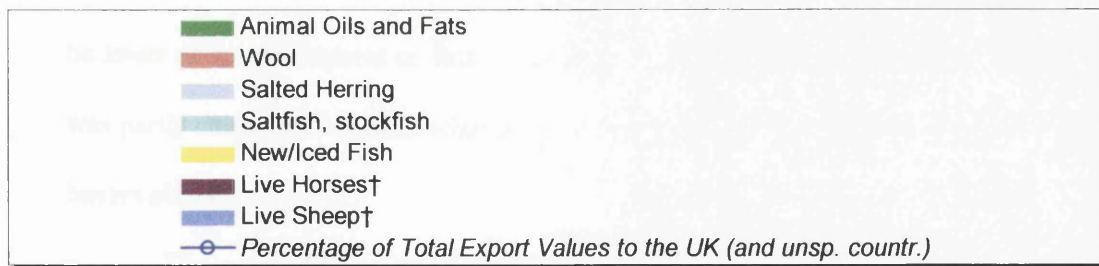 Animal Oils and Fats
Wool
Salted Herring
Saltfish, stockfish
New/Iced Fish
Live Horses†
Live Sheep†
Percentage of Total Export Values to the UK (and unsp. countr.)